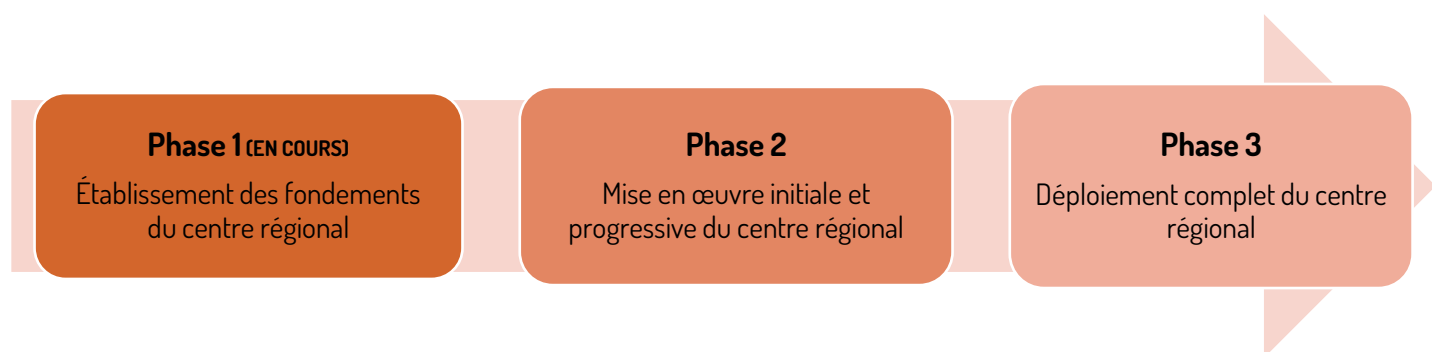 Phase 1 (EN COURS)
Établissement des fondements
du centre régional
Phase 2
Mise en œuvre initiale et
progressive du centre régional
Phase 3
Déploiement complet du centre
régional